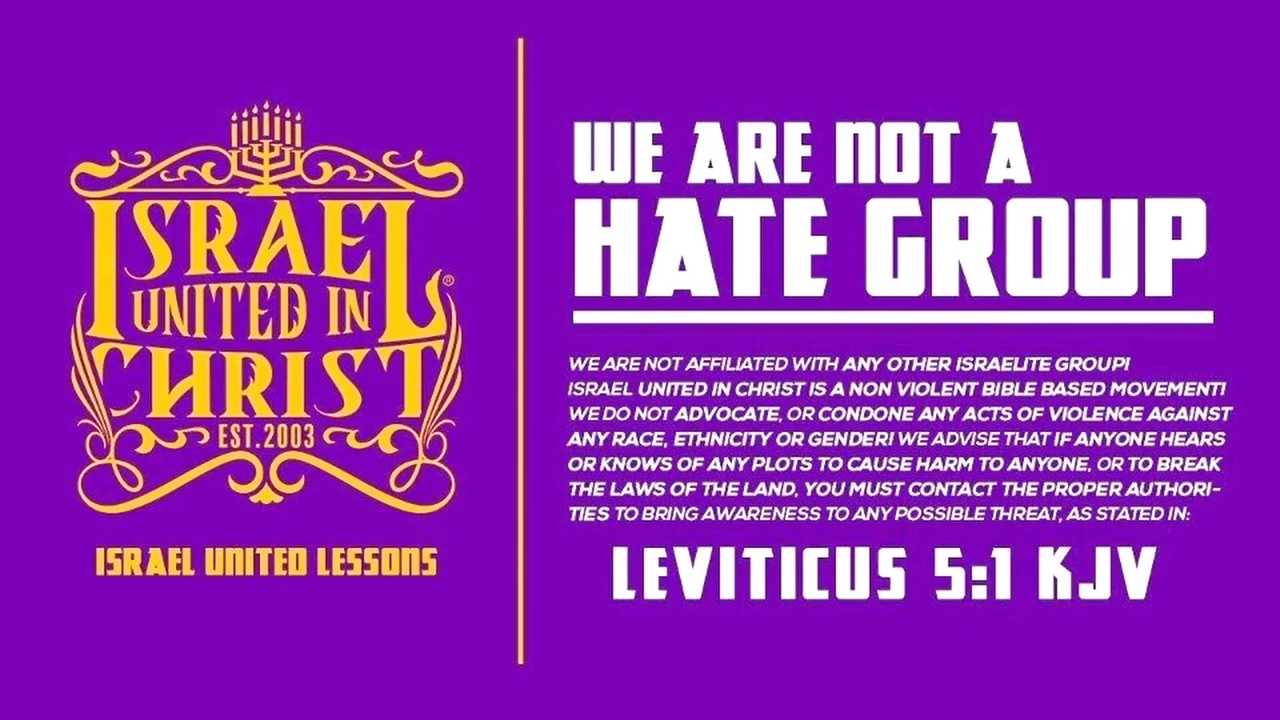 ISRAEL
UNITED IN
CHRIST
EST.2003
ISRAEL UNITED LESSONS
WE ARE NOT A
HATE GROUP
WE ARE NOT AFFILIATED WITH ANY OTHER ISRAELITE GROUP!
ISRAEL UNITED IN CHRIST IS A NON VIOLENT BIBLE BASED MOVEMENT!
WE DO NOT ADVOCATE, OR CONDONE ANY ACTS OF VIOLENCE AGAINST
ANY RACE, ETHNICITY OR GENDER! WE ADVISE THAT IF ANYONE HEARS
OR KNOWS OF ANY PLOTS TO CAUSE HARM TO ANYONE, OR TO BREAK
THE LAWS OF THE LAND, YOU MUST CONTACT THE PROPER AUTHORI-
TIES TO BRING AWARENESS TO ANY POSSIBLE THREAT, AS STATED IN:
LEVITICUS 5:1 KJV